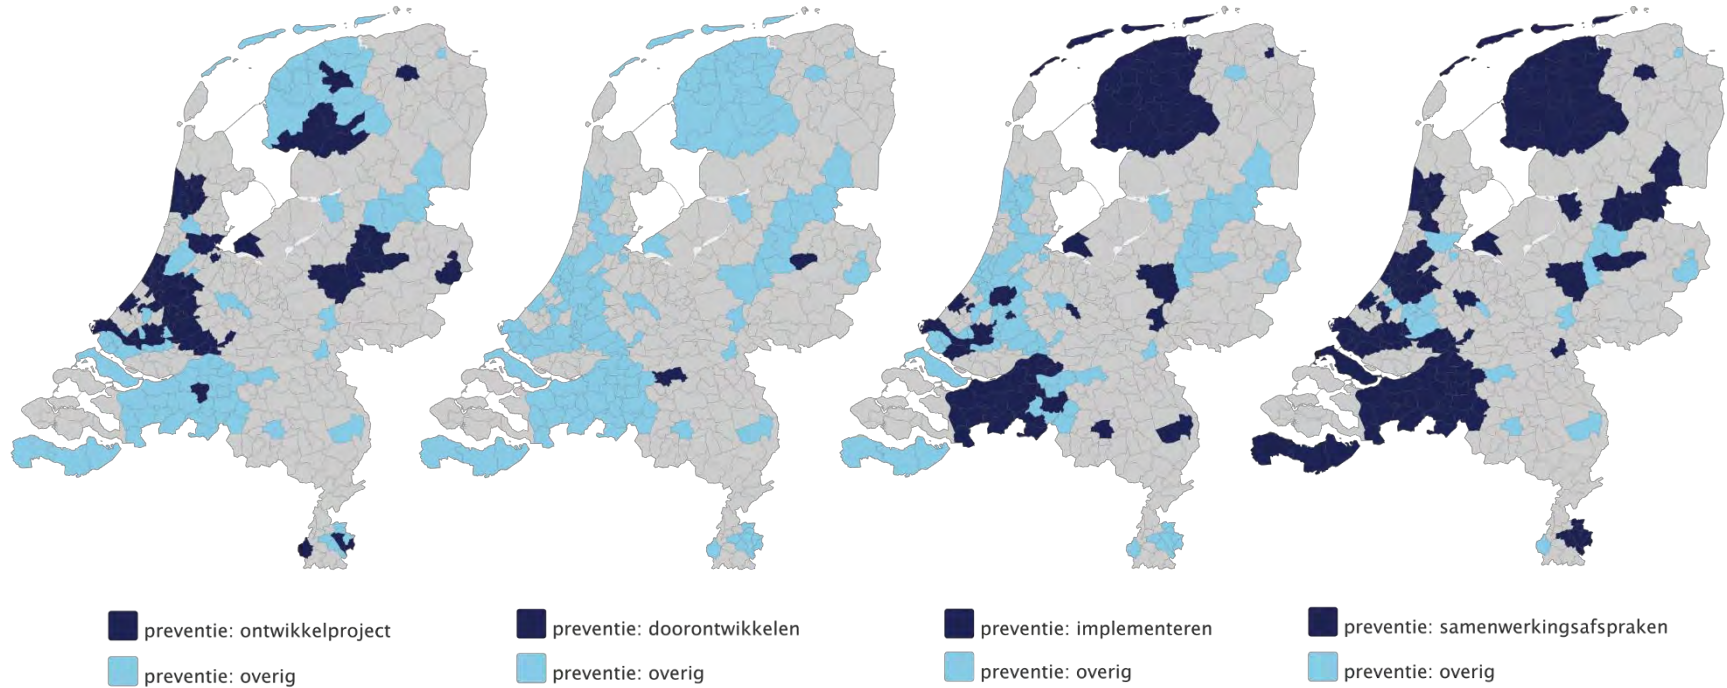 preventie: ontwikkelproject
preventie: overig
preventie: doorontwikkelen
preventie: overig
preventie: implementeren
preventie: overig
preventie: samenwerkingsafspraken
preventie: overig